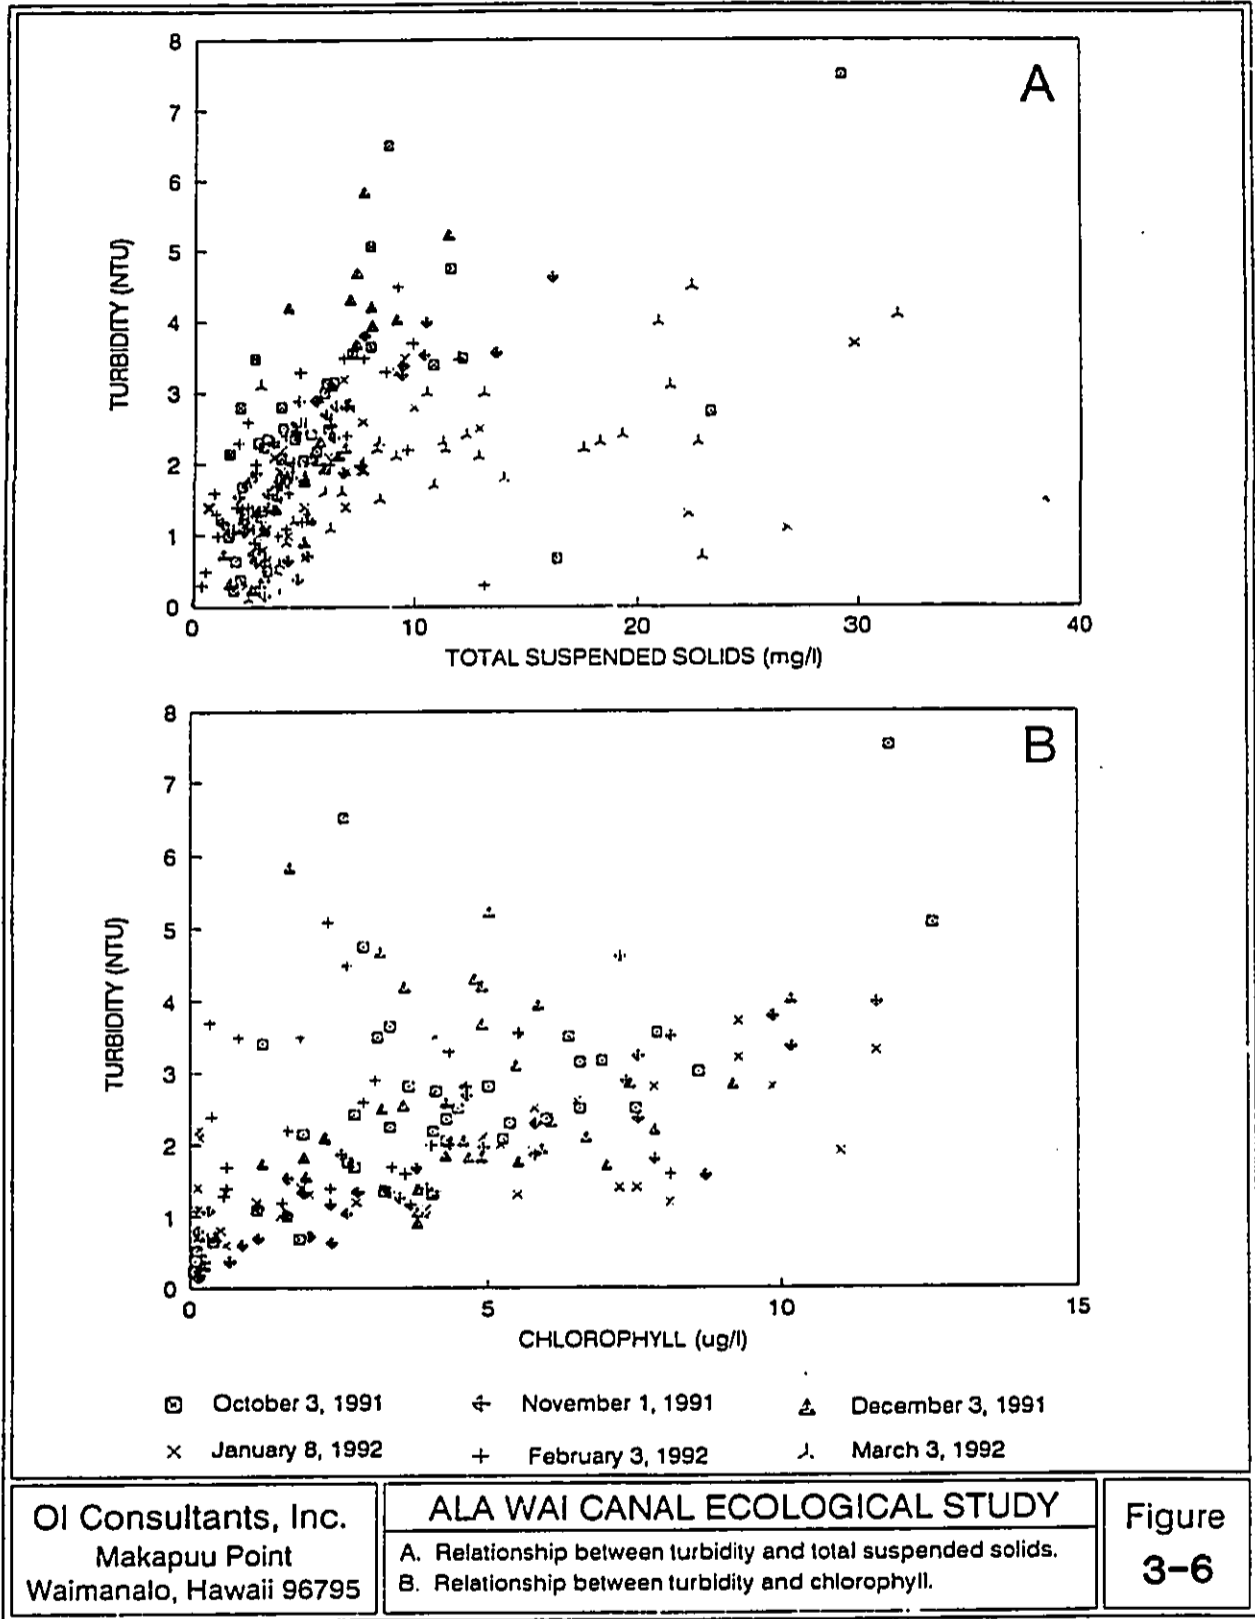 A
8
7
6
5
4
3
2
1
0
TURBIDITY (NTU)
0 10 20 30 40
TOTAL SUSPENDED SOLIDS (mg/l)
B
8
7
6
5
4
3
2
1
0
TURBIDITY (NTU)
0 5 10 15
CHLOROPHYLL (ug/l)
October 3, 1991 November 1, 1991 December 3, 1991
January 8, 1992 February 3, 1992 March 3, 1992
OI Consultants, Inc.
Makapuu Point
Waimanalo, Hawaii 96795
ALA WAI CANAL ECOLOGICAL STUDY
A. Relationship between turbidity and total suspended solids.
B. Relationship between turbidity and chlorophyll.
Figure
3-6